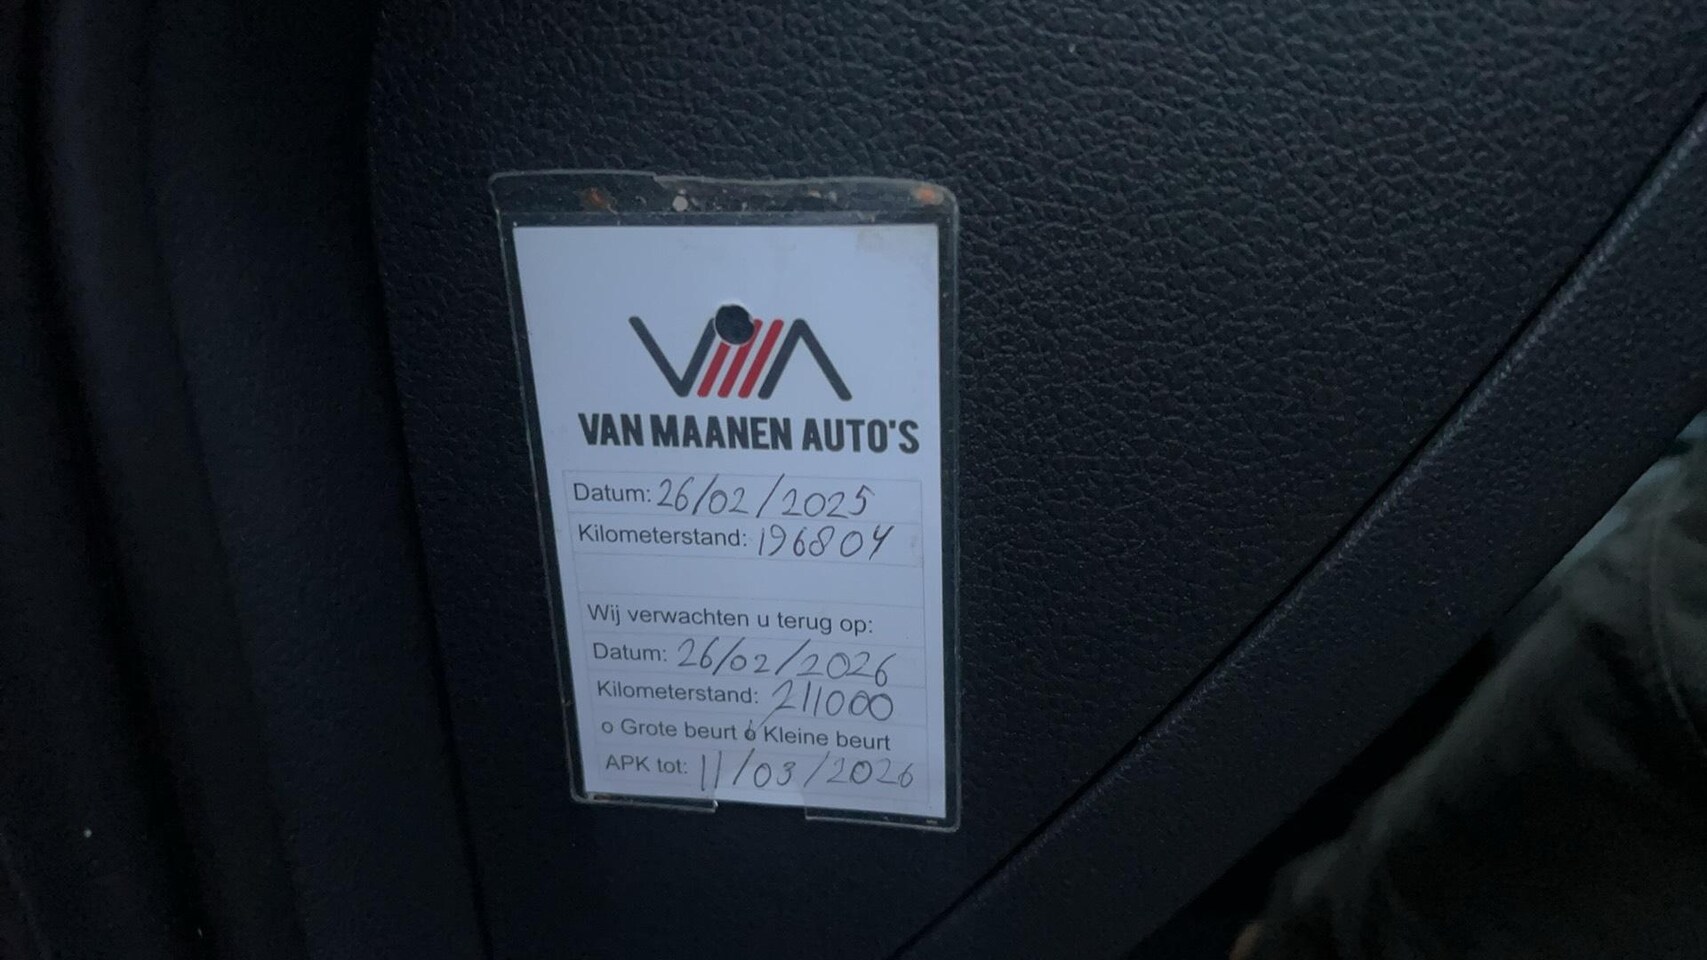 VMA
VAN MAANEN AUTO'S
Datum: 26/02/2025
Kilometerstand: 196804
Wij verwachten u terug op:
Datum: 26/02/2026
Kilometerstand: 211000
o Grote beurt o Kleine beurt
APK tot: 11/03/2026